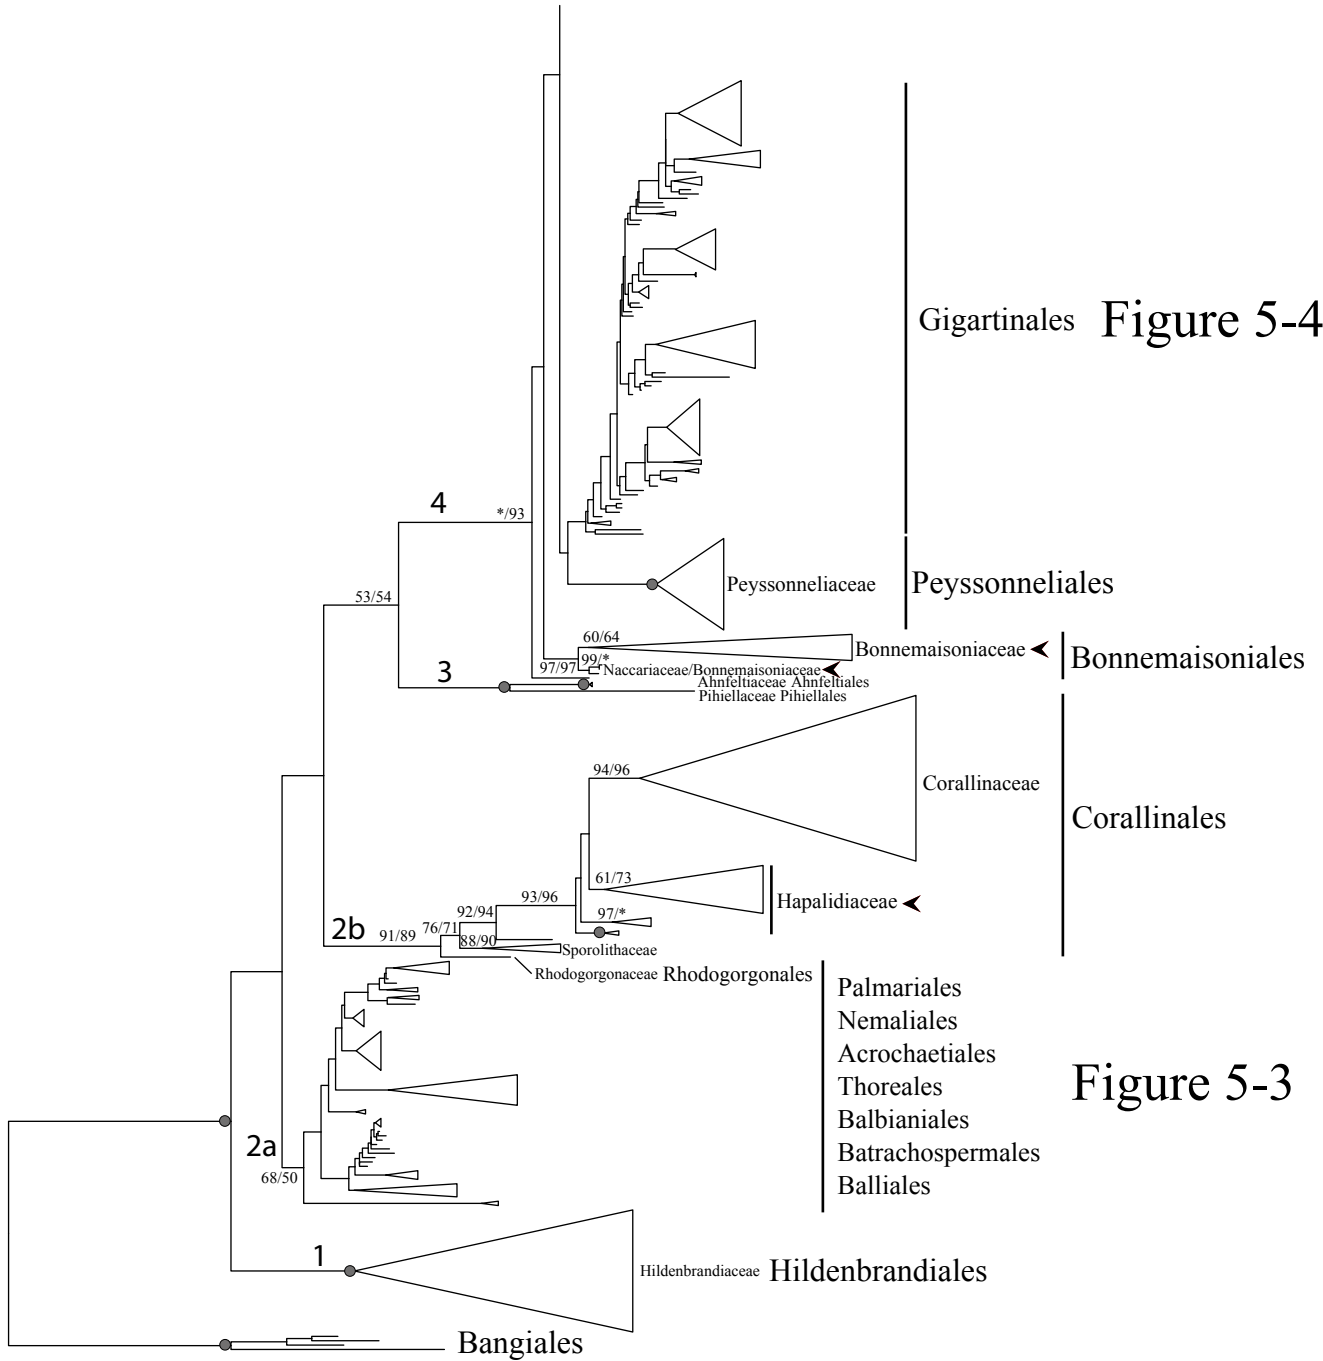 Gigartinales Figure 5-4
4
*/93
Peyssonneliaceae
Peyssonneliales
53/54
60/64
Bonnemaisoniaceae
Bonnemaisoniales
99/*
97/97
Naccariaceae/Bonnemaisoniaceae
3
Ahnfeltiaceae Ahnfeltiales
Pihiellaceae Pihiellales
94/96
Corallinaceae
Corallinales
61/73
Hapalidiaceae
93/96
92/94
97/*
76/71
2b
91/89
88/90
Sporolithaceae
Rhodogorgonaceae Rhodogorgonales
Palmariales
Nemaliales
Acrochaetiales
Thoreales
Balbianiales
Batrachospermales
Balliales
Figure 5-3
2a
68/50
1
Hildenbrandiaceae Hildenbrandiales
Bangiales